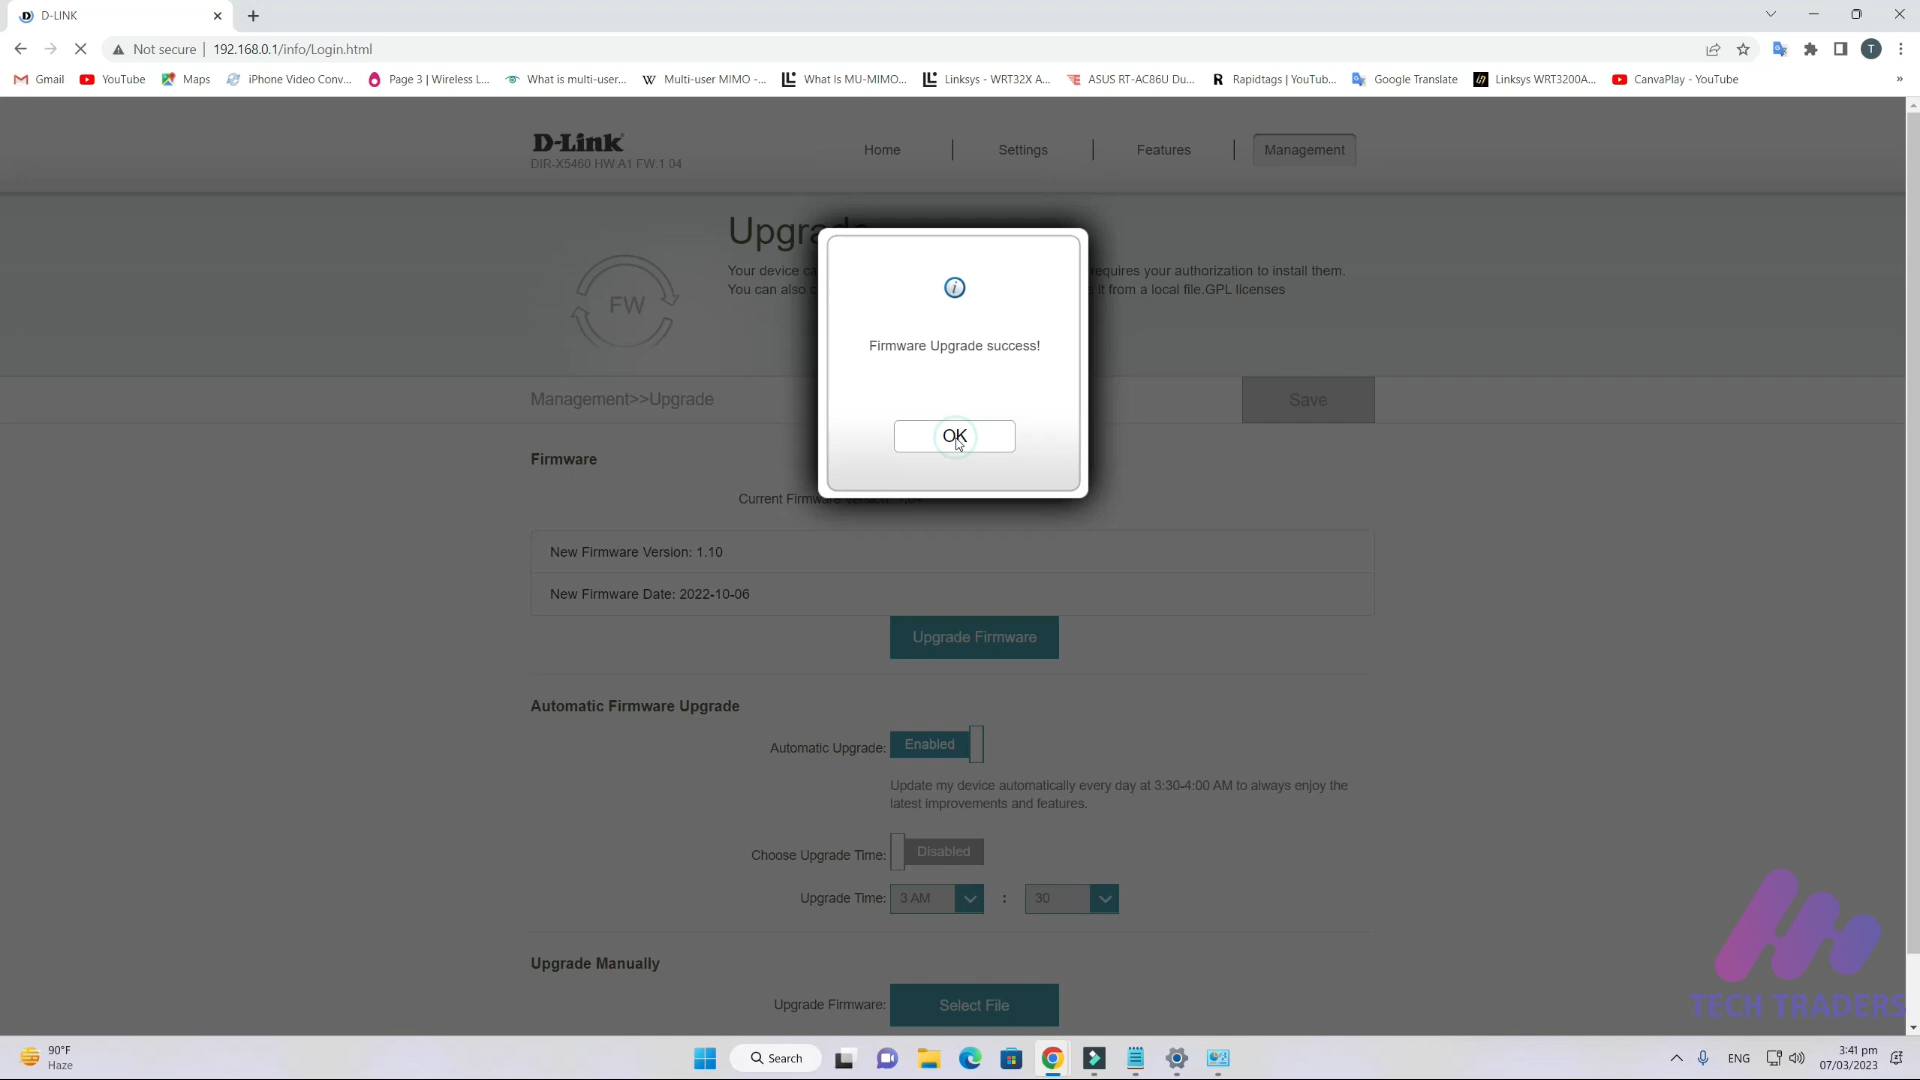 D-LINK
Not secure
192.168.0.1/info/Login.html
T
Gmail
YouTube
Maps
iPhone Video Conv...
Page 3 | Wireless L...
What is multi-user...
Multi-user MIMO -...
What Is MU-MIMO...
Linksys - WRT32X A...
ASUS RT-AC86U Du...
Rapidtags | YouTub...
Google Translate
Linksys WRT3200A...
CanvaPlay - YouTube
»
D-Link
DIR-X5460 HW:A1 FW:1.04
Home
Settings
Features
Management
FW
Your device
requires your authorization to install them.
You can also
it from a local file.GPL licenses
Firmware Upgrade success!
OK
Management>>Upgrade
Save
Firmware
Current
New Firmware Version: 1.10
New Firmware Date: 2022-10-06
Upgrade Firmware
Automatic Firmware Upgrade
Automatic Upgrade:
Enabled
Update my device automatically every day at 3:30-4:00 AM to always enjoy the
latest improvements and features.
Choose Upgrade Time:
Disabled
Upgrade Time:
3 AM
:
30
Upgrade Manually
Upgrade Firmware:
Select File
TECH TRADERS
90°F
Haze
Search
ENG
3:41 pm
07/03/2023